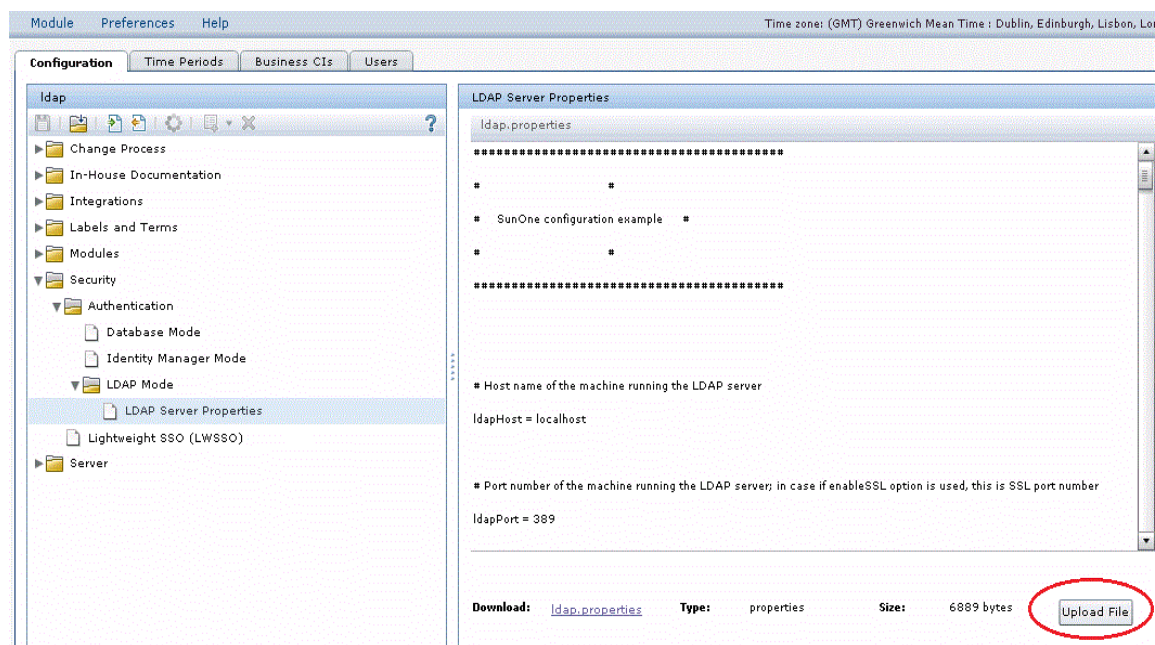 Module Preferences Help Time zone: (GMT) Greenwich Mean Time : Dublin, Edinburgh, Lisbon, Lon
Configuration Time Periods Business CIs Users
ldap
?
Change Process
In-House Documentation
Integrations
Labels and Terms
Modules
Security
Authentication
Database Mode
Identity Manager Mode
LDAP Mode
LDAP Server Properties
Lightweight SSO (LWSSO)
Server
LDAP Server Properties
ldap.properties
#########################################
# #
# SunOne configuration example #
# #
#########################################
# Host name of the machine running the LDAP server
ldapHost = localhost
# Port number of the machine running the LDAP server; in case if enableSSL option is used, this is SSL port number
ldapPort = 389
Download: ldap.properties Type: properties Size: 6889 bytes Upload File